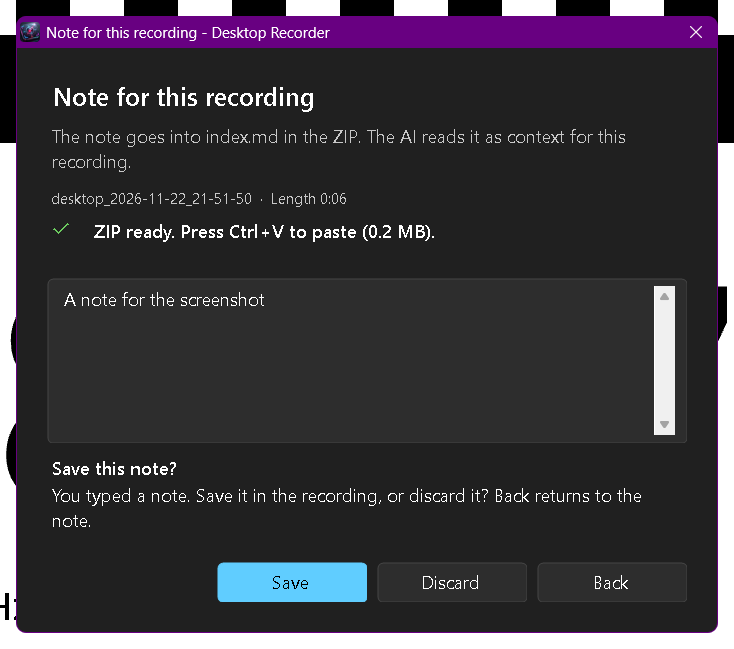 Note for this recording - Desktop Recorder
Note for this recording
The note goes into index.md in the ZIP. The AI reads it as context for this
recording.
desktop_2026-11-22_21-51-50 · Length 0:06
ZIP ready. Press Ctrl+V to paste (0.2 MB).
A note for the screenshot
Save this note?
You typed a note. Save it in the recording, or discard it? Back returns to the
note.
Save
Discard
Back